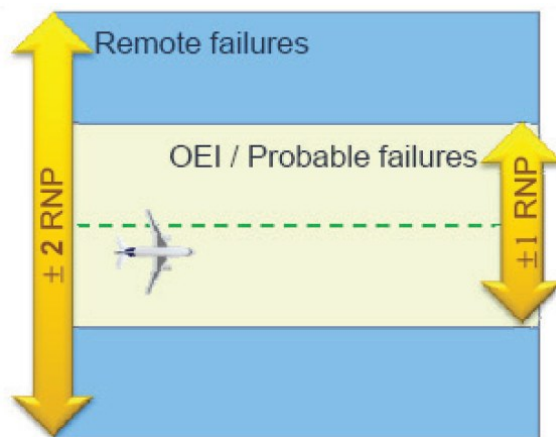 Remote failures
OEI / Probable failures
± 2 RNP
±1 RNP